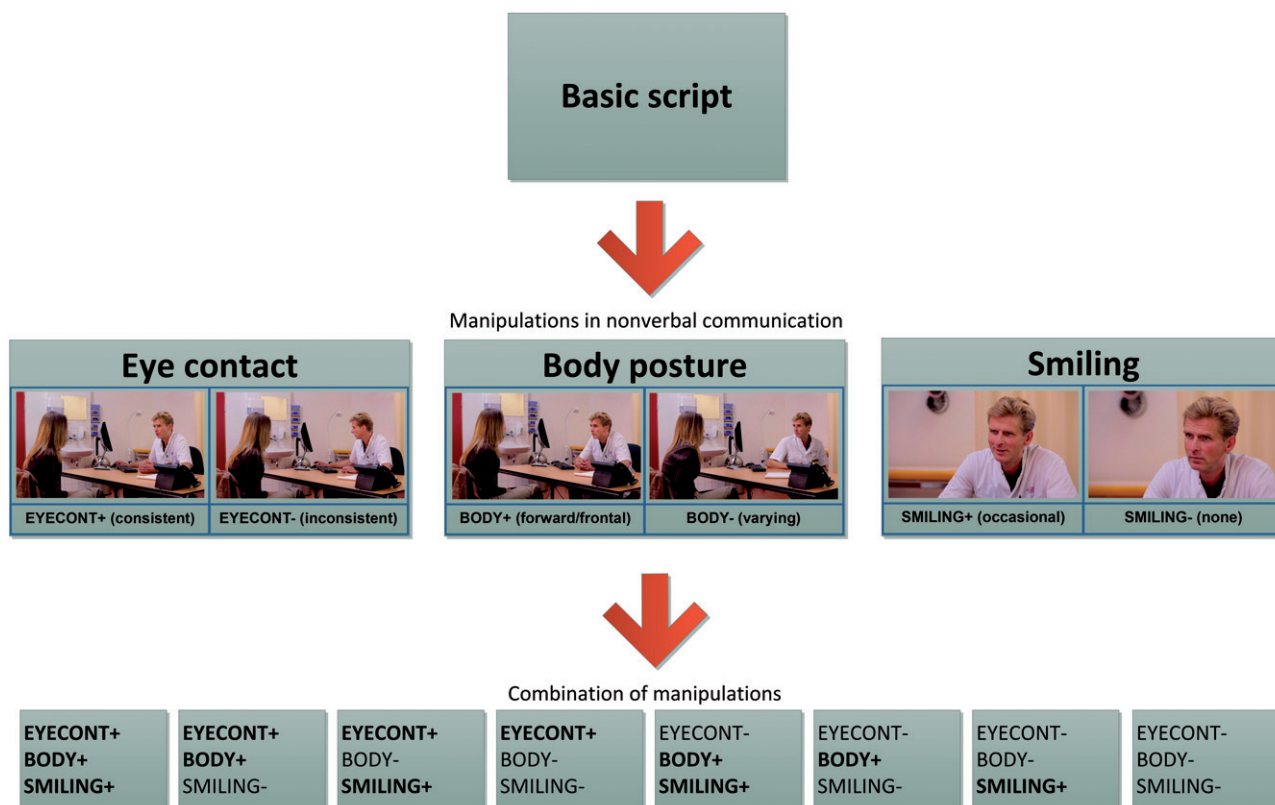 Basic script
Manipulations in nonverbal communication
Eye contact
EYECONT+ (consistent)
EYECONT- (inconsistent)
Body posture
BODY+ (forward/frontal)
BODY- (varying)
Smiling
SMILING+ (occasional)
SMILING- (none)
Combination of manipulations
EYECONT+
BODY+
SMILING+
EYECONT+
BODY+
SMILING-
EYECONT+
BODY-
SMILING+
EYECONT+
BODY-
SMILING-
EYECONT-
BODY+
SMILING+
EYECONT-
BODY+
SMILING-
EYECONT-
BODY-
SMILING+
EYECONT-
BODY-
SMILING-